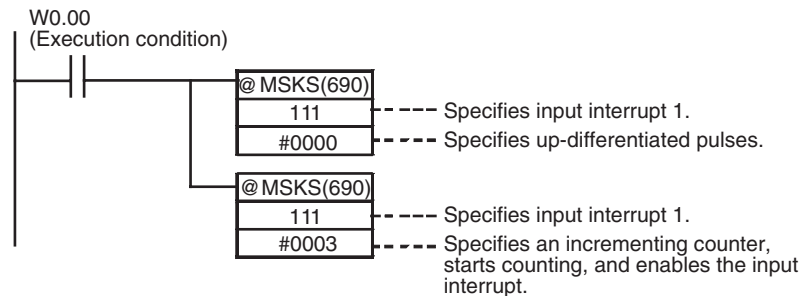 W0.00
(Execution condition)
@MSKS(690)
111
Specifies input interrupt 1.
#0000
Specifies up-differentiated pulses.
@MSKS(690)
111
Specifies input interrupt 1.
#0003
Specifies an incrementing counter,
starts counting, and enables the input
interrupt.